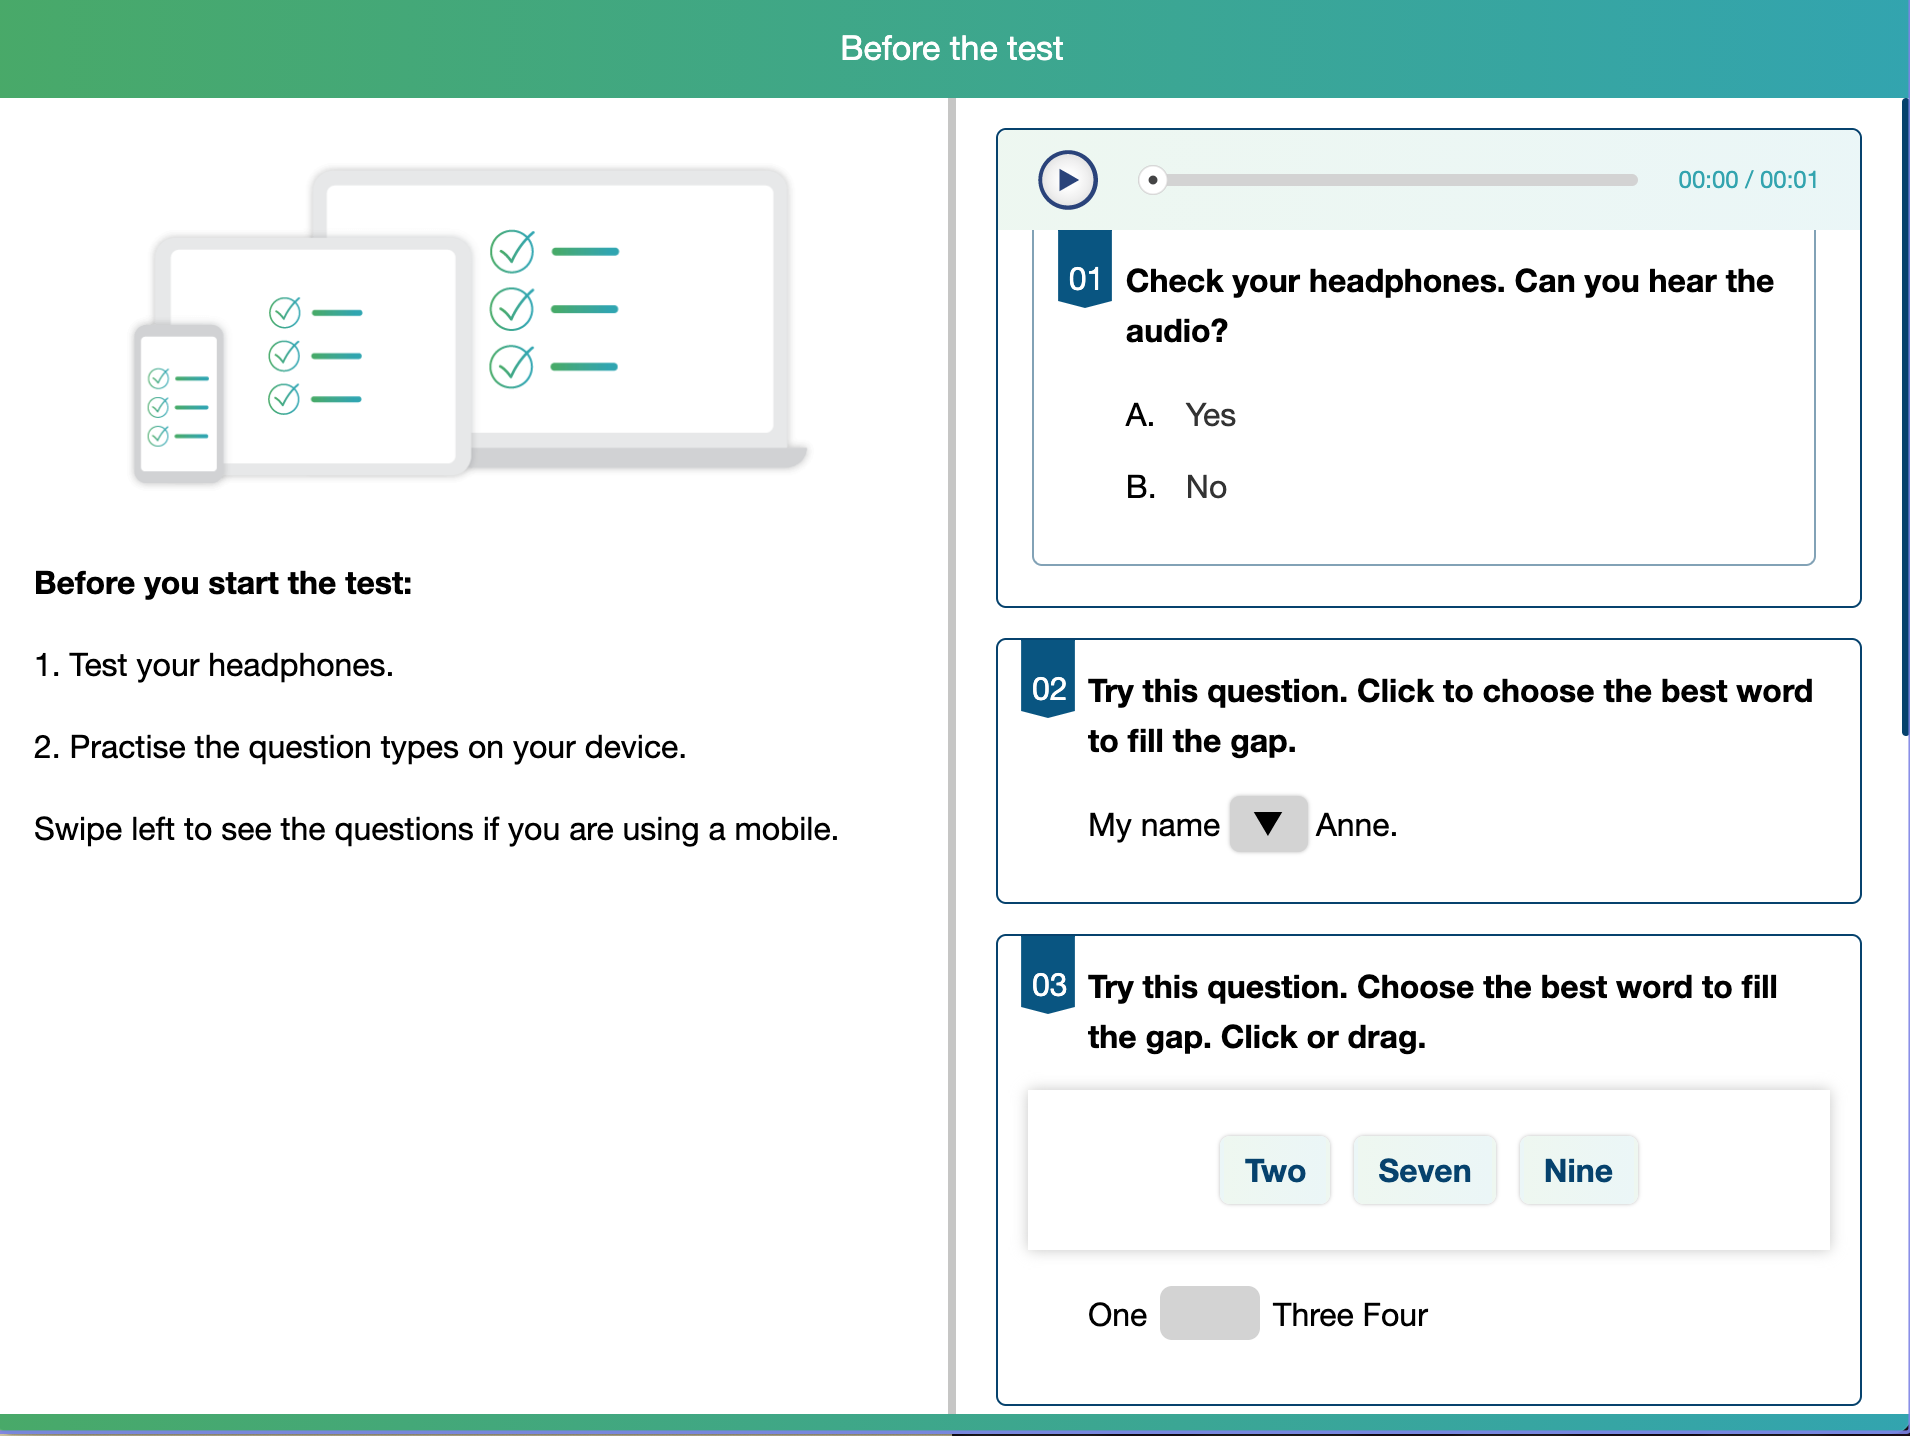 Before the test
Before you start the test:
1. Test your headphones.
2. Practise the question types on your device.
Swipe left to see the questions if you are using a mobile.
00:00 / 00:01
01
Check your headphones. Can you hear the
audio?
A. Yes
B. No
02
Try this question. Click to choose the best word
to fill the gap.
My name ▼ Anne.
03
Try this question. Choose the best word to fill
the gap. Click or drag.
Two Seven Nine
One Three Four